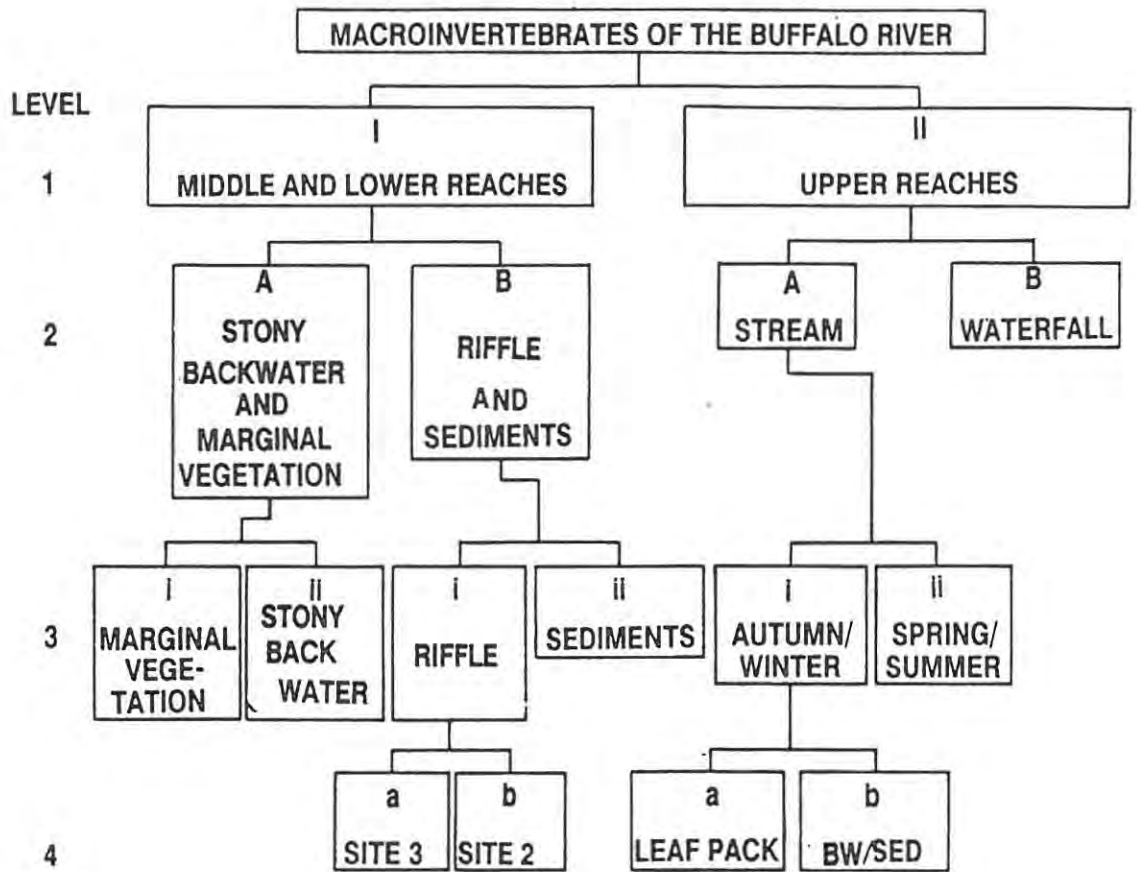 MACROINVERTEBRATES OF THE BUFFALO RIVER
LEVEL
1
I
MIDDLE AND LOWER REACHES
II
UPPER REACHES
2
A
STONY
BACKWATER
AND
MARGINAL
VEGETATION
B
RIFFLE
AND
SEDIMENTS
A
STREAM
B
WATERFALL
3
i
MARGINAL
VEGE-
TATION
ii
STONY
BACK
WATER
i
RIFFLE
ii
SEDIMENTS
i
AUTUMN/
WINTER
ii
SPRING/
SUMMER
4
a
SITE 3
b
SITE 2
a
LEAF PACK
b
BW/SED